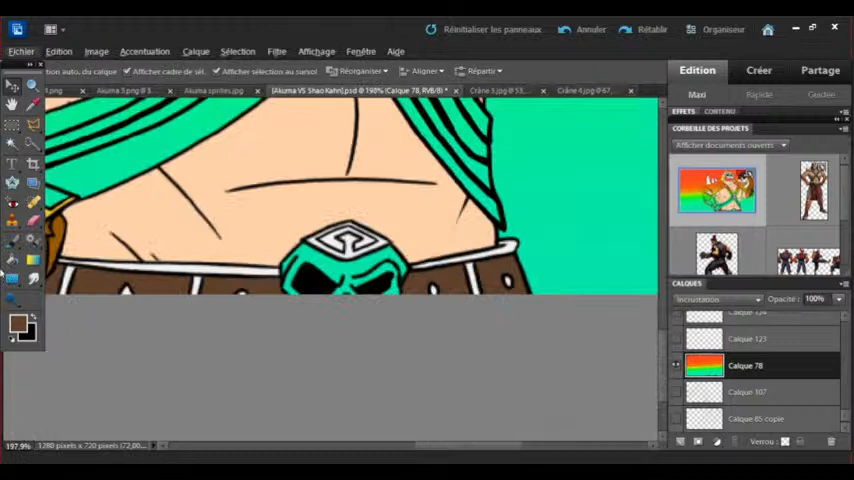 Réinitialiser les panneaux Annuler Rétablir Organiseur
Fichier Edition Image Accentuation Calque Sélection Filtre Affichage Fenêtre Aide
tion auto. du calque Afficher cadre de sél. Afficher sélection au survol Réorganiser Aligner Répartir
Edition Créer Partage
Maxi Rapide Guidée
4.png Akuma 3.png @ 3... Akuma sprites.jpg [Akuma VS Shao Kahn].psd @ 198% (Calque 78, RVB/8) * Crâne 3.jpg @ 53,... Crâne 4.jpg @ 67,...
EFFETS CONTENU
CORBEILLE DES PROJETS
Afficher documents ouverts
CALQUES
Incrustation Opacité : 100%
Calque 124
Calque 123
Calque 78
Calque 107
Calque 85 copie
Verrou :
197.9% 1280 pixels x 720 pixels (72,00...